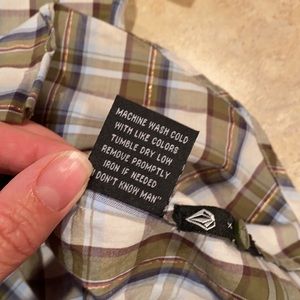 MACHINE WASH COLD
WITH LIKE COLORS
TUMBLE DRY LOW
REMOVE PROMPTLY
IRON IF NEEDED
DON'T KNOW MAN"